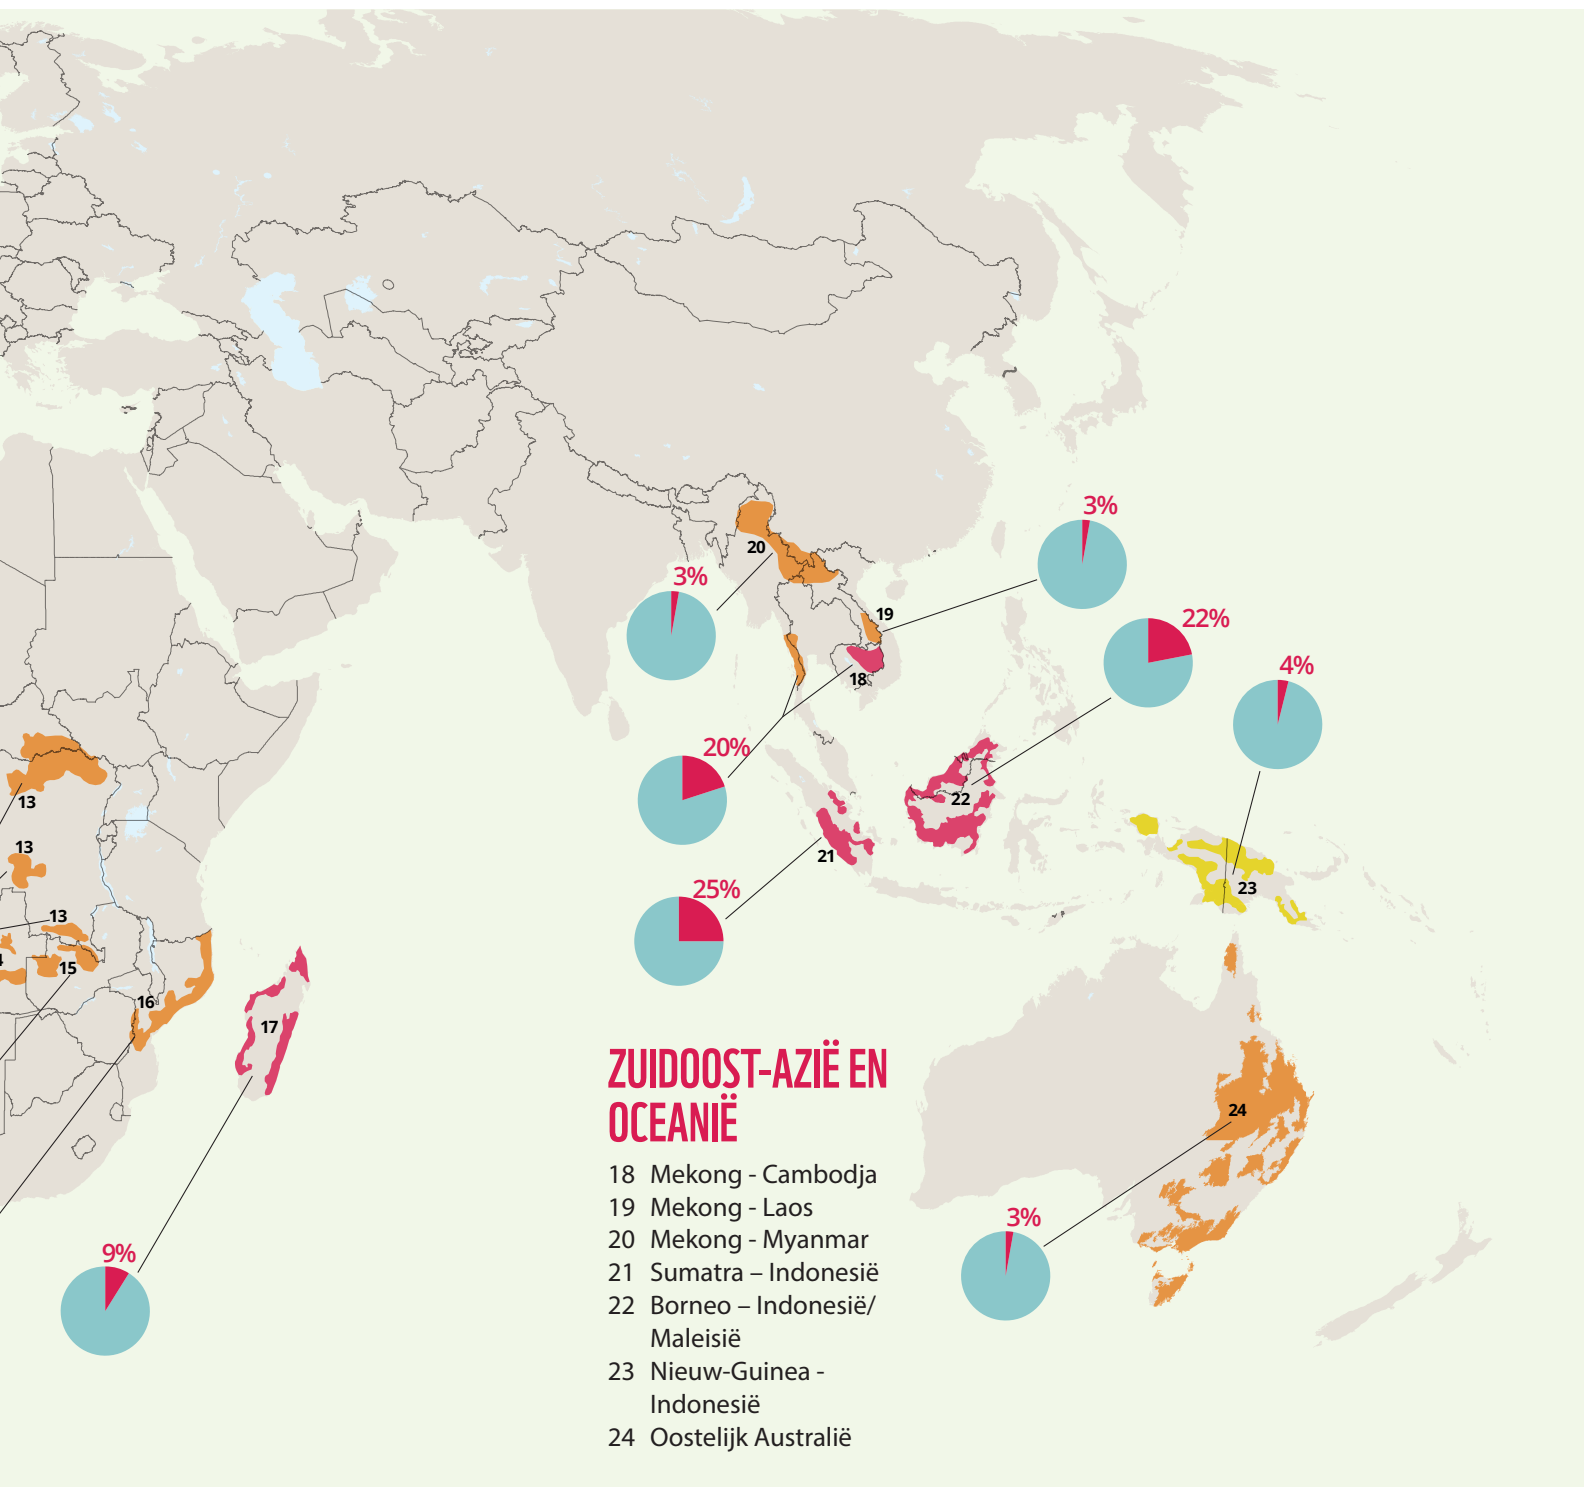 3%
20
3%
19
22%
18
4%
20%
13
22
13
21
25%
23
13
15
16
17
ZUIDOOST-AZIË EN
OCEANIË
24
18 Mekong - Cambodja
19 Mekong - Laos
3%
20 Mekong - Myanmar
9%
21 Sumatra – Indonesië
22 Borneo – Indonesië/
Maleisië
23 Nieuw-Guinea -
Indonesië
24 Oostelijk Australië